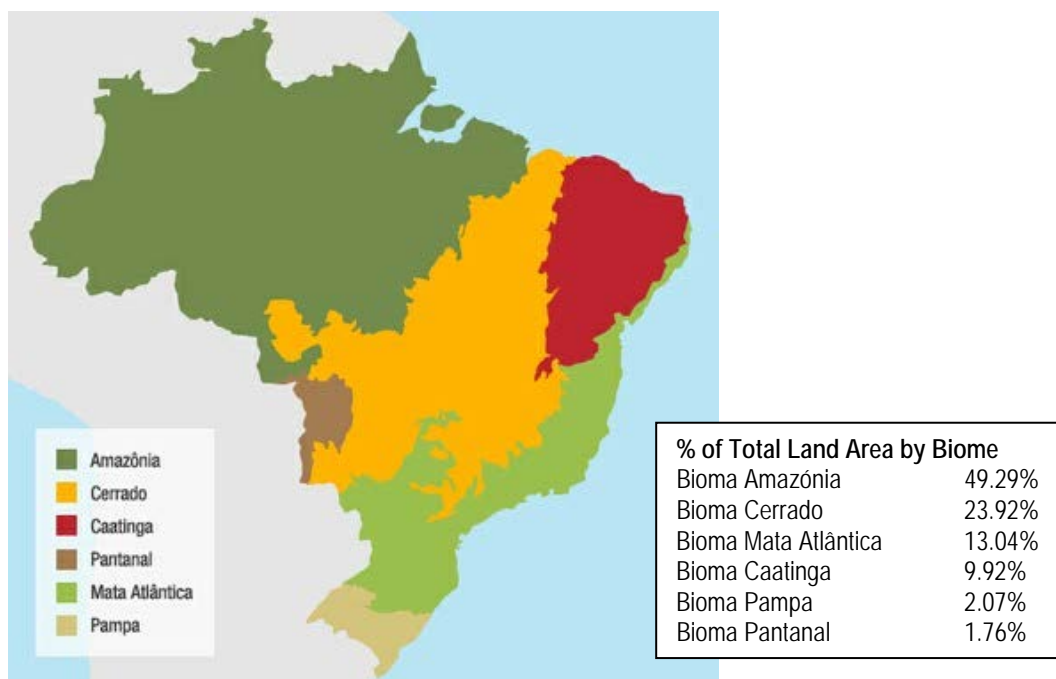 Amazônia
Cerrado
Caatinga
Pantanal
Mata Atlântica
Pampa
% of Total Land Area by Biome
Bioma Amazónia 49.29%
Bioma Cerrado 23.92%
Bioma Mata Atlântica 13.04%
Bioma Caatinga 9.92%
Bioma Pampa 2.07%
Bioma Pantanal 1.76%